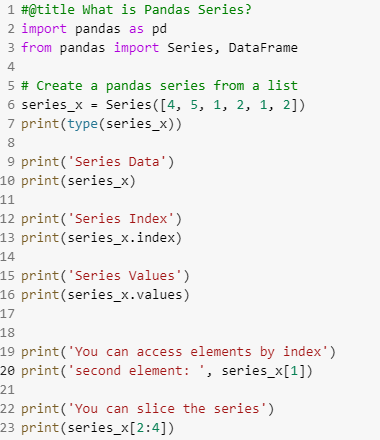 1 #@title What is Pandas Series?
2 import pandas as pd
3 from pandas import Series, DataFrame
4
5 # Create a pandas series from a list
6 series_x = Series([4, 5, 1, 2, 1, 2])
7 print(type(series_x))
8
9 print('Series Data')
10 print(series_x)
11
12 print('Series Index')
13 print(series_x.index)
14
15 print('Series Values')
16 print(series_x.values)
17
18
19 print('You can access elements by index')
20 print('second element: ', series_x[1])
21
22 print('You can slice the series')
23 print(series_x[2:4])